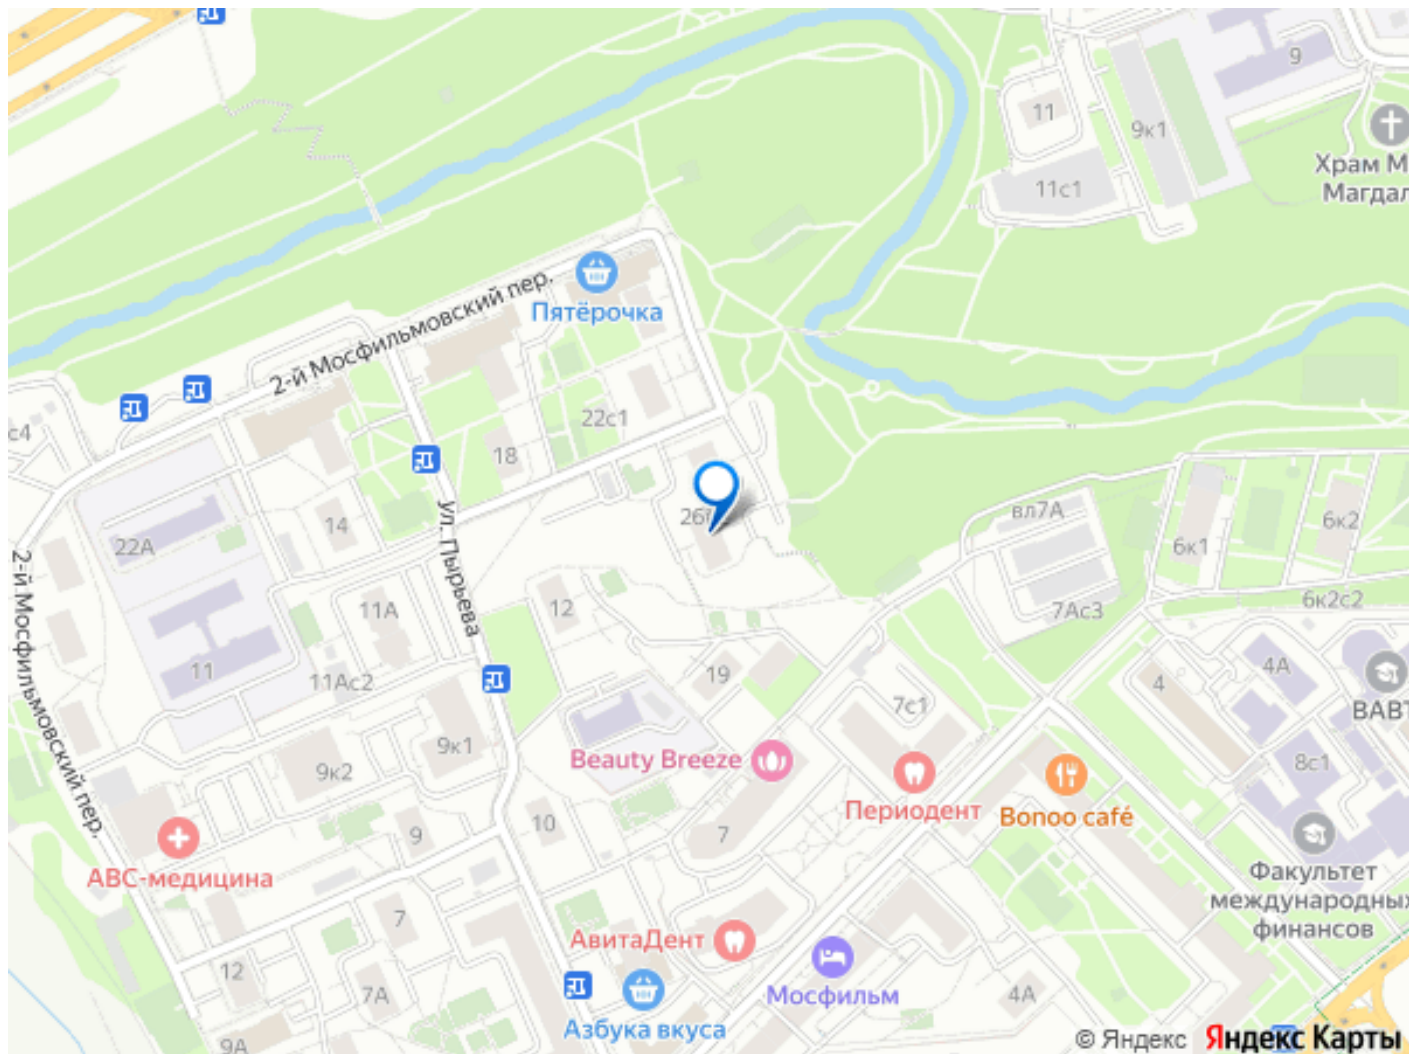 9
11
9к1
11с1
Храм М
Магдал
2-й Мосфильмовский пер.
Пятёрочка
с4
22с1
18
14
22А
ул. Пырьева
2-й Мосфильмовский пер.
вл7А
6к1
6к2
7Ас3
6к2с2
11А
12
11
11Ас2
19
4
4А
ВАВТ
7с1
9к1
9к2
Beauty Breeze
8с1
Периодент
Bonoo café
9
10
7
АВС-медицина
Факультет
международных
финансов
7
АвитаДент
12
7А
Мосфильм
4А
Азбука вкуса
9А
© Яндекс Яндекс Карты